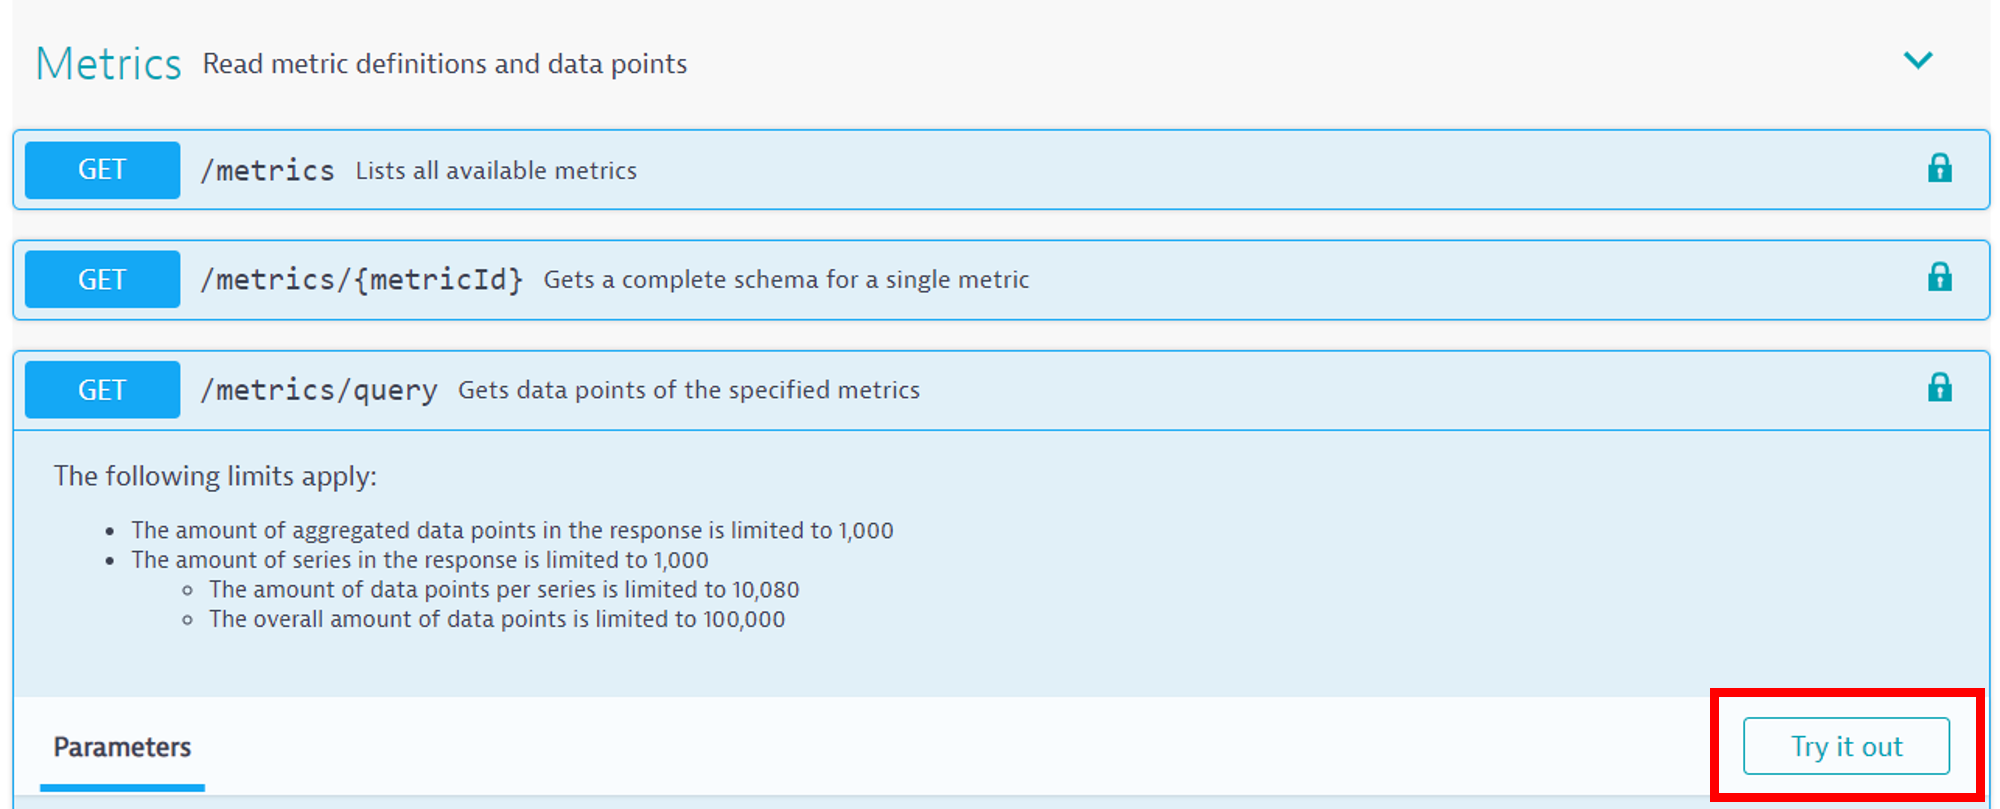 Metrics Read metric definitions and data points
GET /metrics Lists all available metrics
GET /metrics/{metricId} Gets a complete schema for a single metric
GET /metrics/query Gets data points of the specified metrics
The following limits apply:
• The amount of aggregated data points in the response is limited to 1,000
• The amount of series in the response is limited to 1,000
◦ The amount of data points per series is limited to 10,080
◦ The overall amount of data points is limited to 100,000
Parameters Try it out